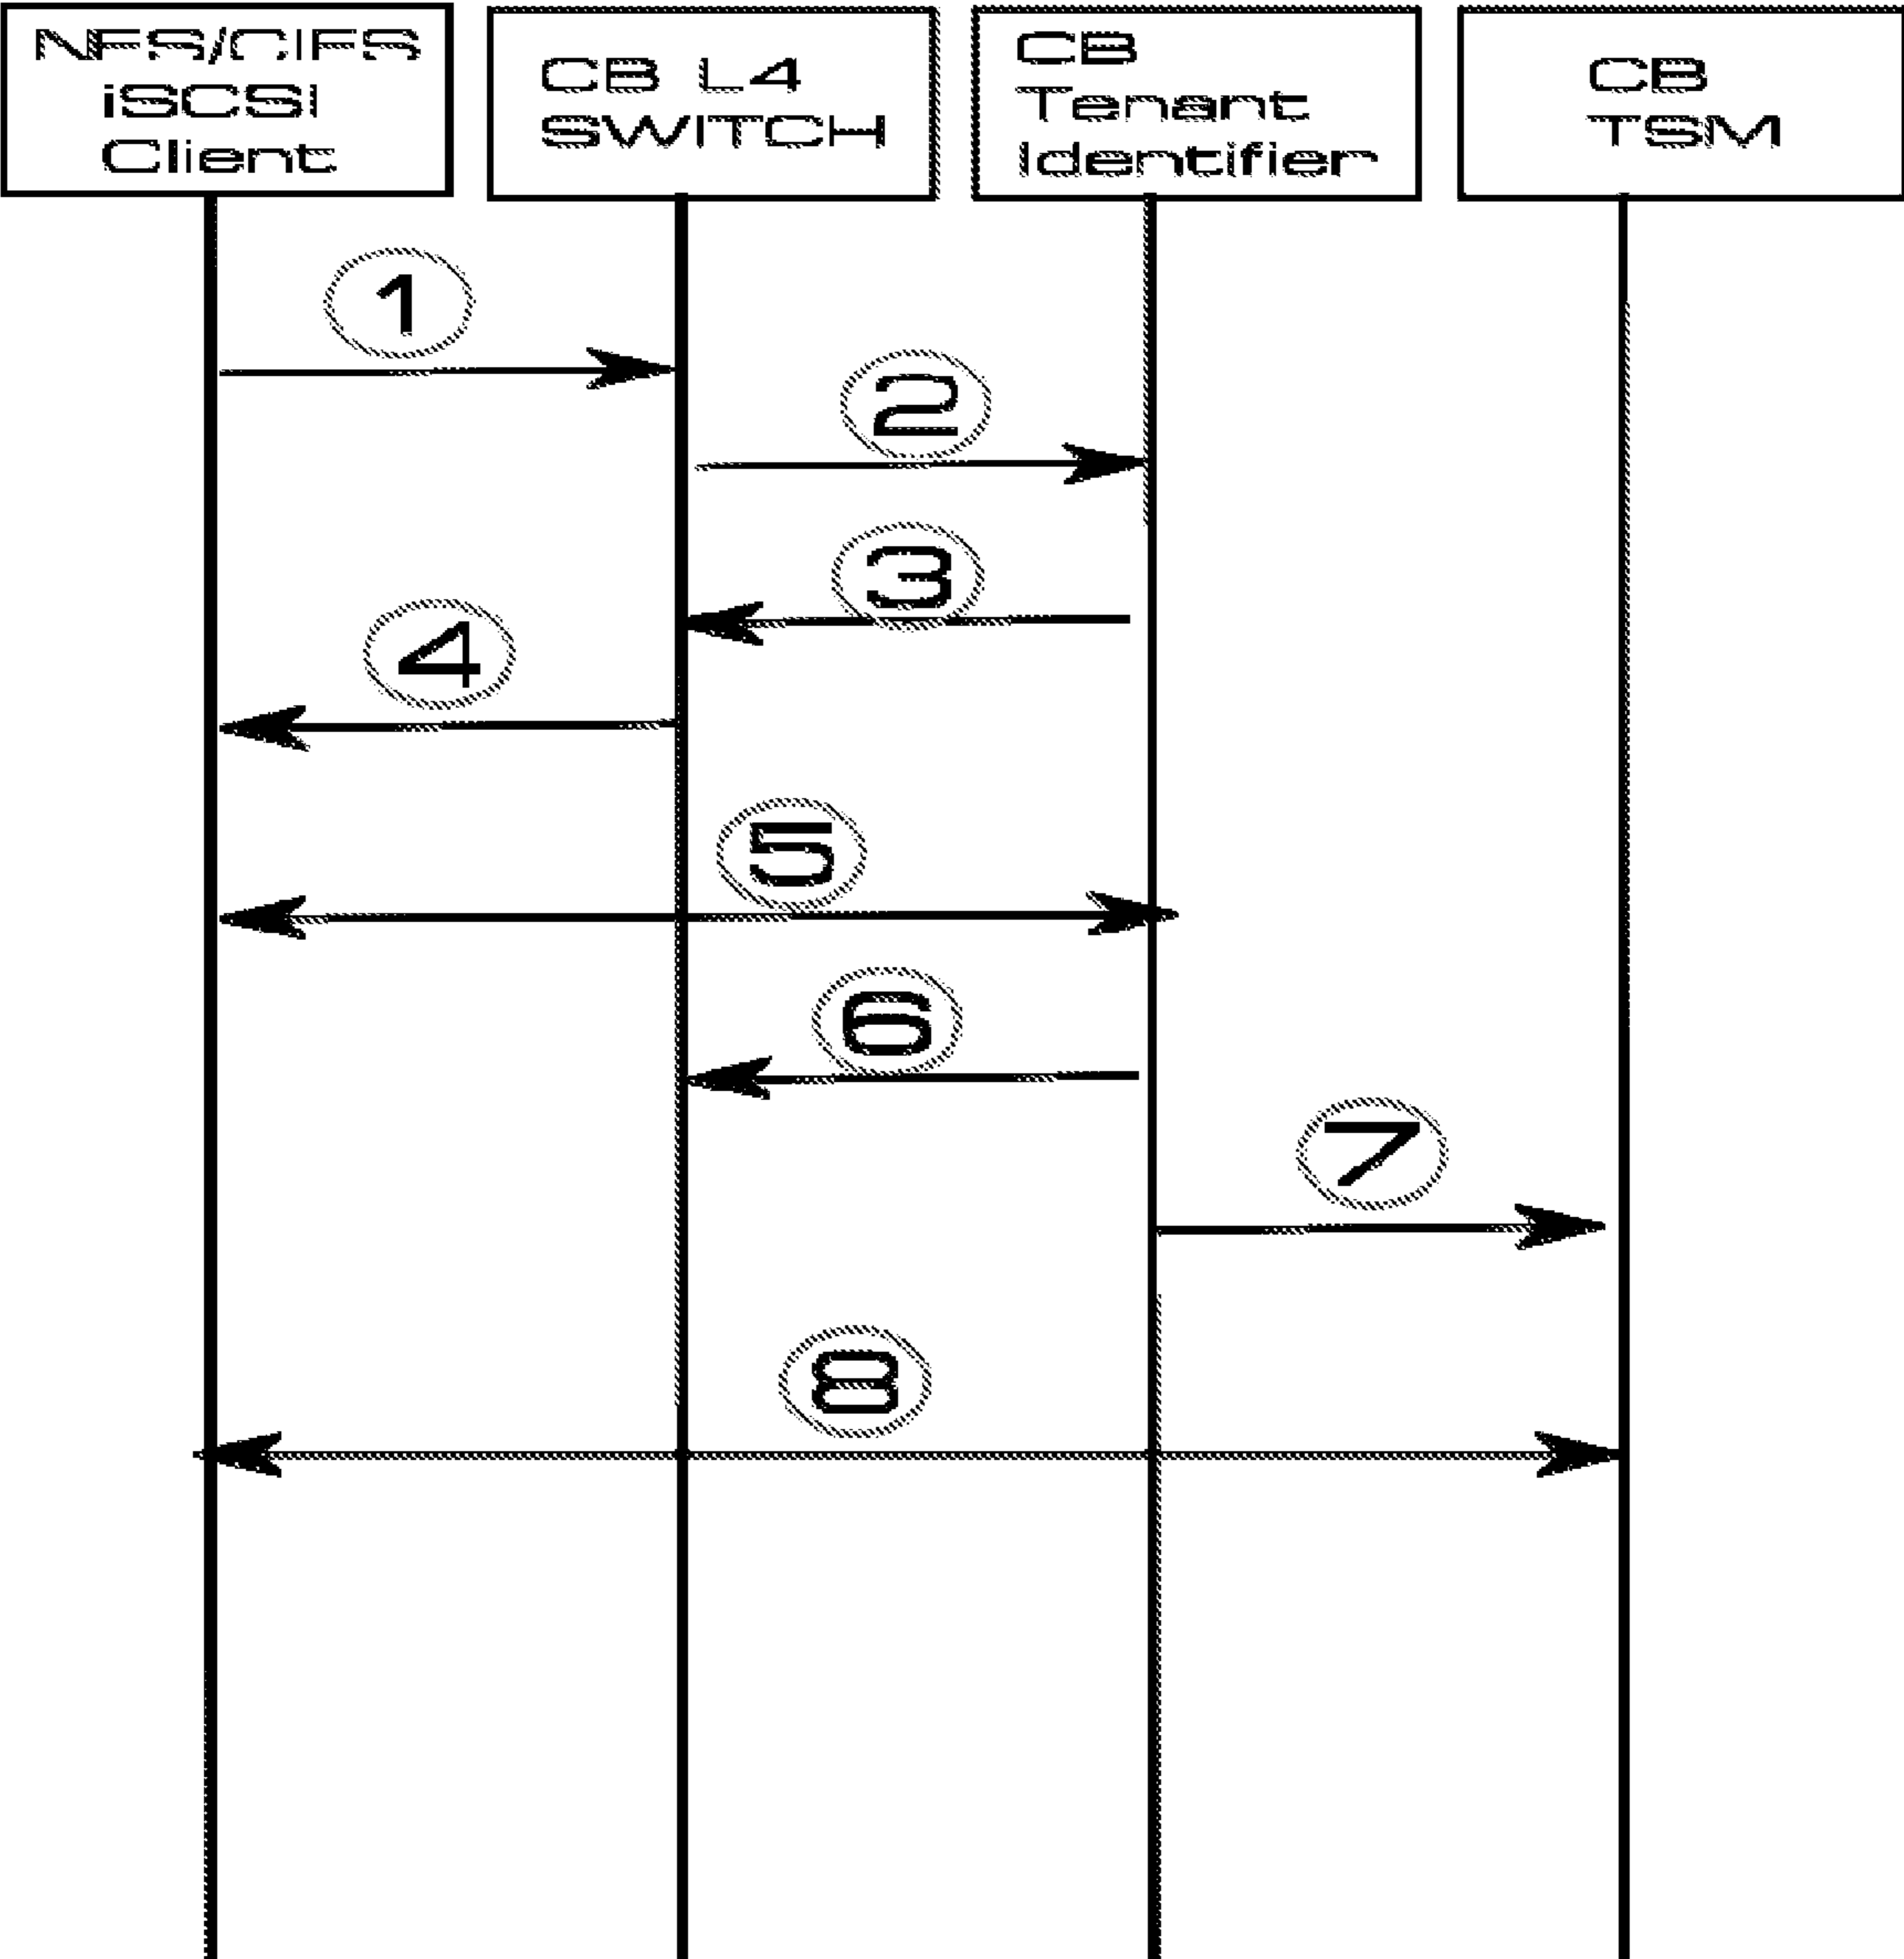 NFS/CIFS
iSCSI
Client
CB L4
SWITCH
CB
Tenant
Identifier
CB
TSM
1
2
3
4
5
6
7
8